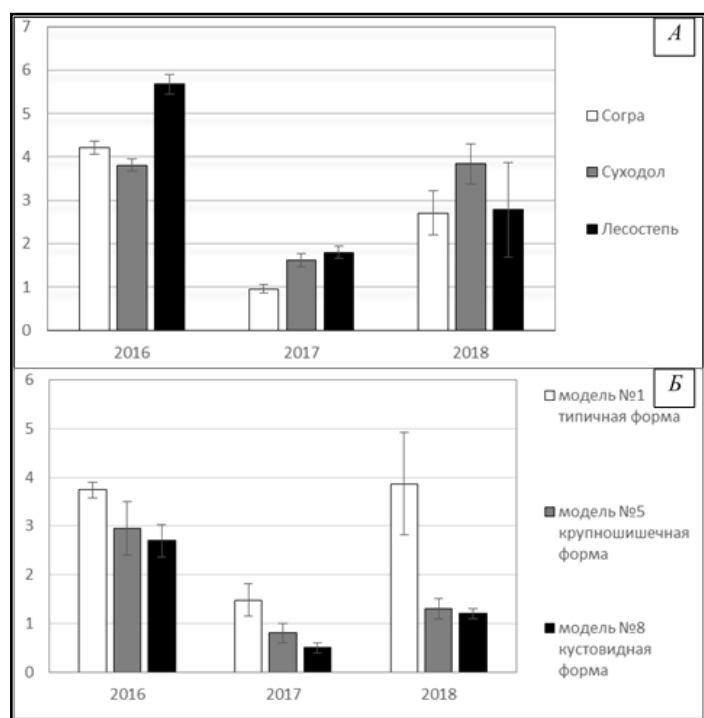 А
7
6
5
4
3
2
1
0
2016
2017
2018
Согра
Суходол
Лесостепь
Б
6
5
4
3
2
1
0
2016
2017
2018
модель №1
типичная форма
модель №5
крупношишечная
форма
модель №8
кустовидная
форма